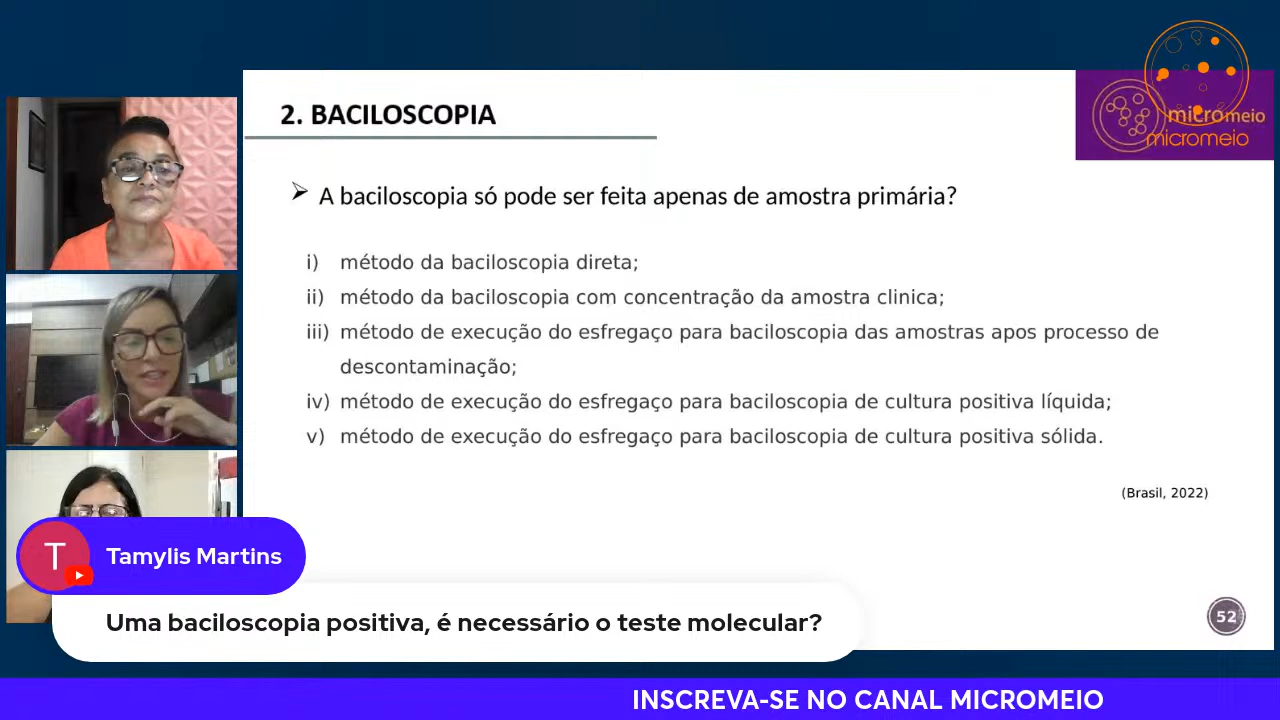 2. BACILOSCOPIA
micromeio
micromeio
➢ A baciloscopia só pode ser feita apenas de amostra primária?
i) método da baciloscopia direta;
ii) método da baciloscopia com concentração da amostra clinica;
iii) método de execução do esfregaço para baciloscopia das amostras apos processo de
descontaminação;
iv) método de execução do esfregaço para baciloscopia de cultura positiva líquida;
v) método de execução do esfregaço para baciloscopia de cultura positiva sólida.
(Brasil, 2022)
T
Tamylis Martins
Uma baciloscopia positiva, é necessário o teste molecular?
52
INSCREVA-SE NO CANAL MICROMEIO